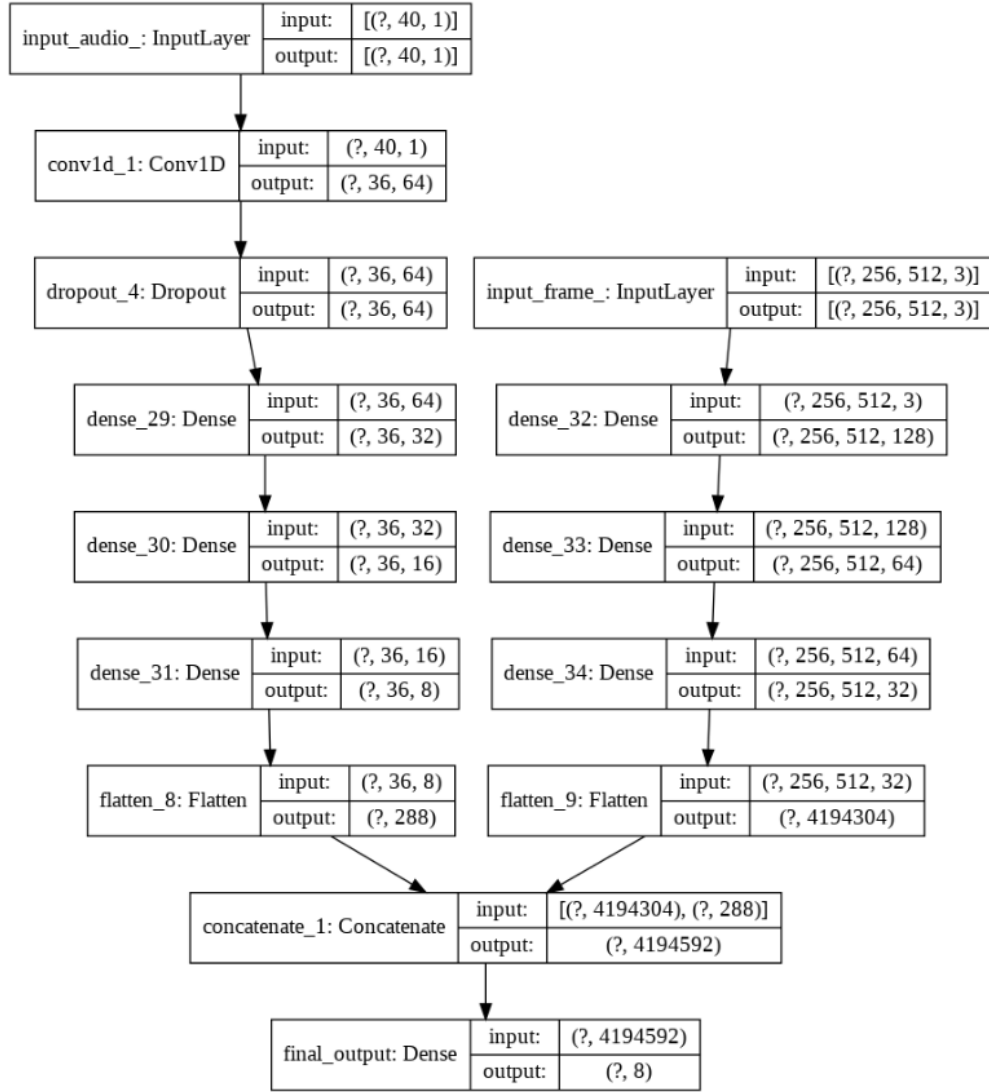 input_audio_: InputLayer
input:
[(?, 40, 1)]
output:
[(?, 40, 1)]
conv1d_1: Conv1D
input:
(?, 40, 1)
output:
(?, 36, 64)
dropout_4: Dropout
input:
(?, 36, 64)
output:
(?, 36, 64)
input_frame_: InputLayer
input:
[(?, 256, 512, 3)]
output:
[(?, 256, 512, 3)]
dense_29: Dense
input:
(?, 36, 64)
output:
(?, 36, 32)
dense_32: Dense
input:
(?, 256, 512, 3)
output:
(?, 256, 512, 128)
dense_30: Dense
input:
(?, 36, 32)
output:
(?, 36, 16)
dense_33: Dense
input:
(?, 256, 512, 128)
output:
(?, 256, 512, 64)
dense_31: Dense
input:
(?, 36, 16)
output:
(?, 36, 8)
dense_34: Dense
input:
(?, 256, 512, 64)
output:
(?, 256, 512, 32)
flatten_8: Flatten
input:
(?, 36, 8)
output:
(?, 288)
flatten_9: Flatten
input:
(?, 256, 512, 32)
output:
(?, 4194304)
concatenate_1: Concatenate
input:
[(?, 4194304), (?, 288)]
output:
(?, 4194592)
final_output: Dense
input:
(?, 4194592)
output:
(?, 8)